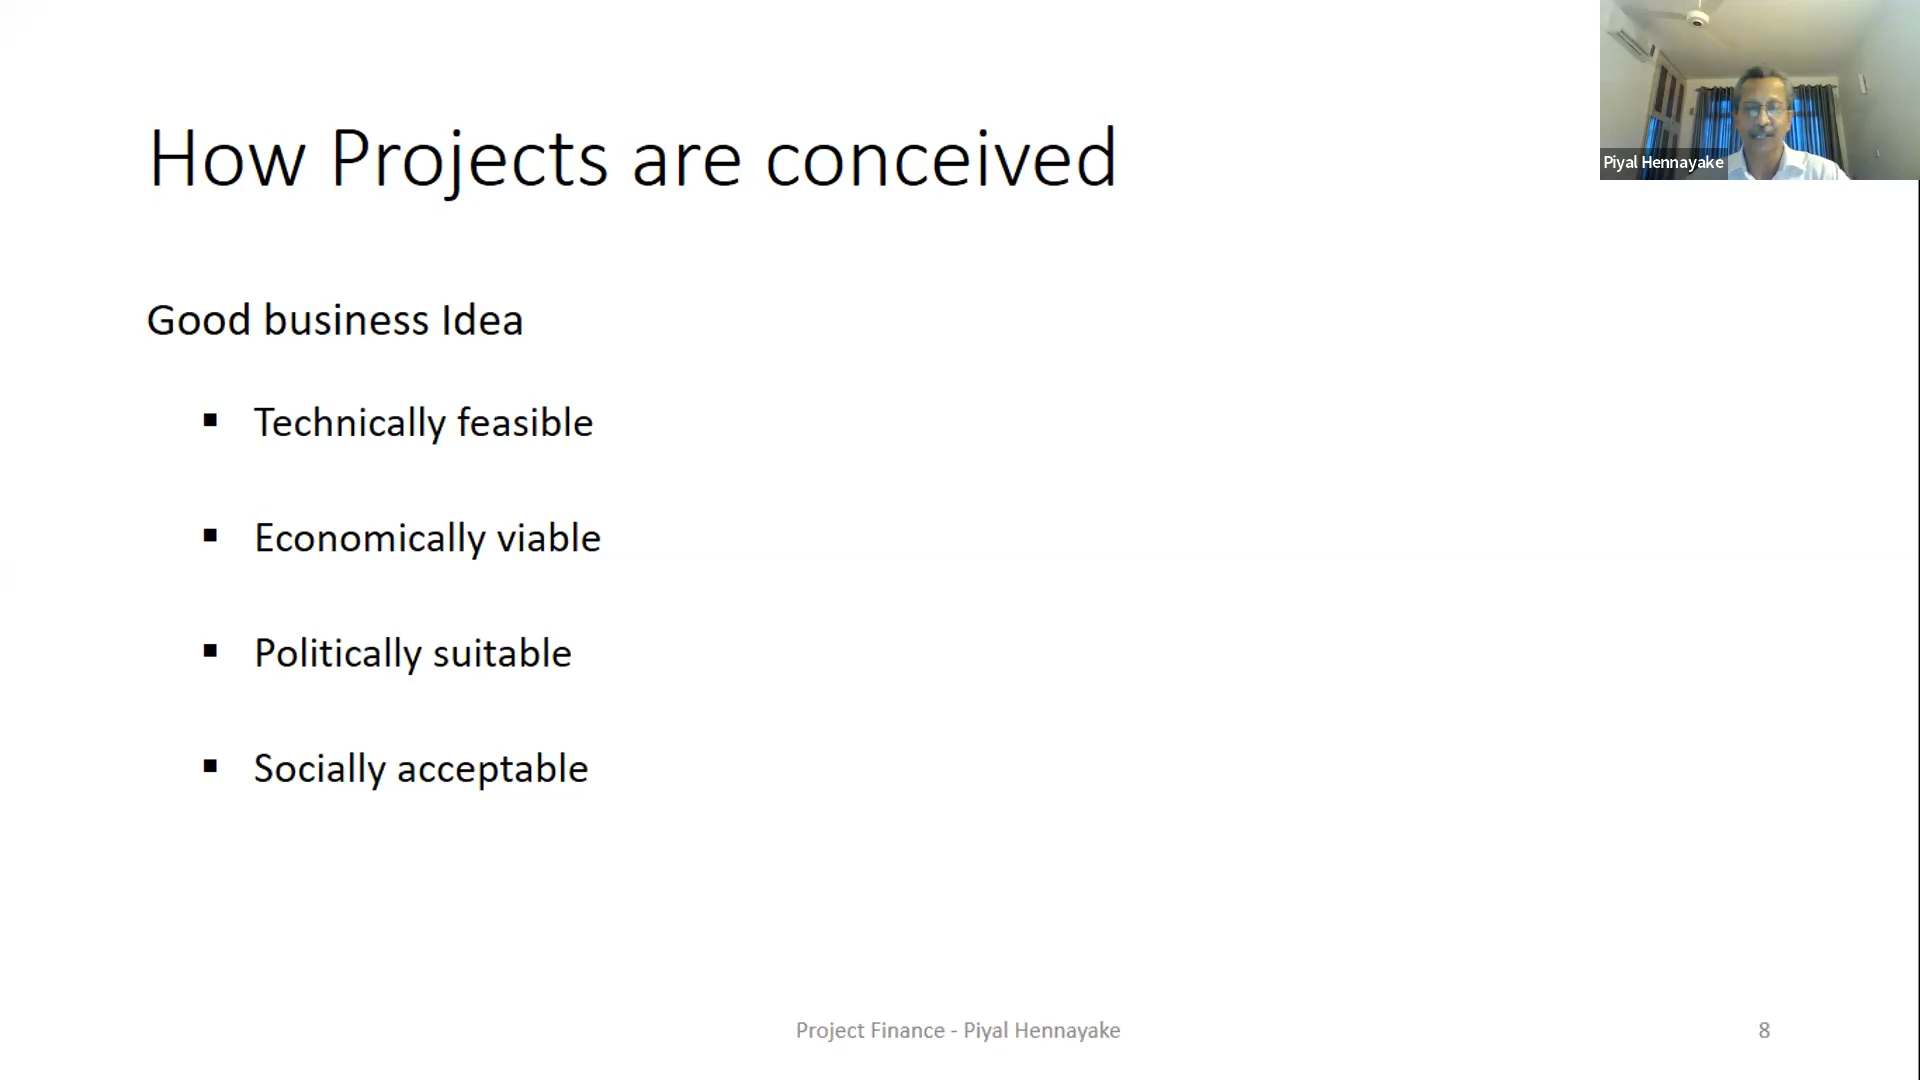 How Projects are conceived
Piyal Hennayake
Good business Idea
▪ Technically feasible
▪ Economically viable
▪ Politically suitable
▪ Socially acceptable
Project Finance - Piyal Hennayake
8